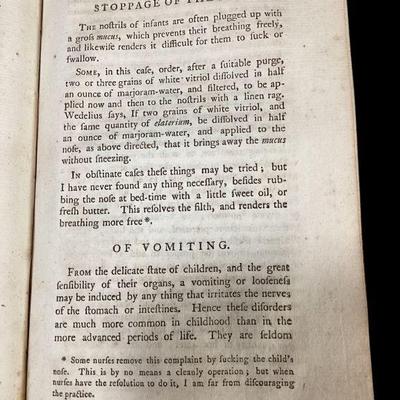 STOPPAGE OF THE
THE noſtrils of infants are often plugged up with
a groſs mucus, which prevents their breathing freely,
and likewiſe renders it difficult for them to ſuck or
ſwallow.
SOME, in this caſe, order, after a ſuitable purge,
two or three grains of white vitriol diſſolved in half
an ounce of marjoram-water, and filtered, to be ap-
plied now and then to the noſtrils with a linen rag.
Wedelius ſays, If two grains of white vitriol, and
the ſame quantity of elaterium, be diſſolved in half
an ounce of marjoram-water, and applied to the
noſe, as above directed, that it brings away the mucus
without ſneezing.
IN obſtinate caſes theſe things may be tried; but
I have never found any thing neceſſary, beſides rub-
bing the noſe at bed-time with a little ſweet oil, or
freſh butter. This reſolves the filth, and renders the
breathing more free*.
OF VOMITING.
FROM the delicate ſtate of children, and the great
ſenſibility of their organs, a vomiting or looſeneſs
may be induced by any thing that irritates the nerves
of the ſtomach or inteſtines. Hence theſe diſorders
are much more common in childhood than in the
more advanced periods of life. They are ſeldom
* Some nurſes remove this complaint by ſucking the child's
noſe. This is by no means a cleanly operation; but when
nurſes have the reſolution to do it, I am far from diſcouraging
the practice.